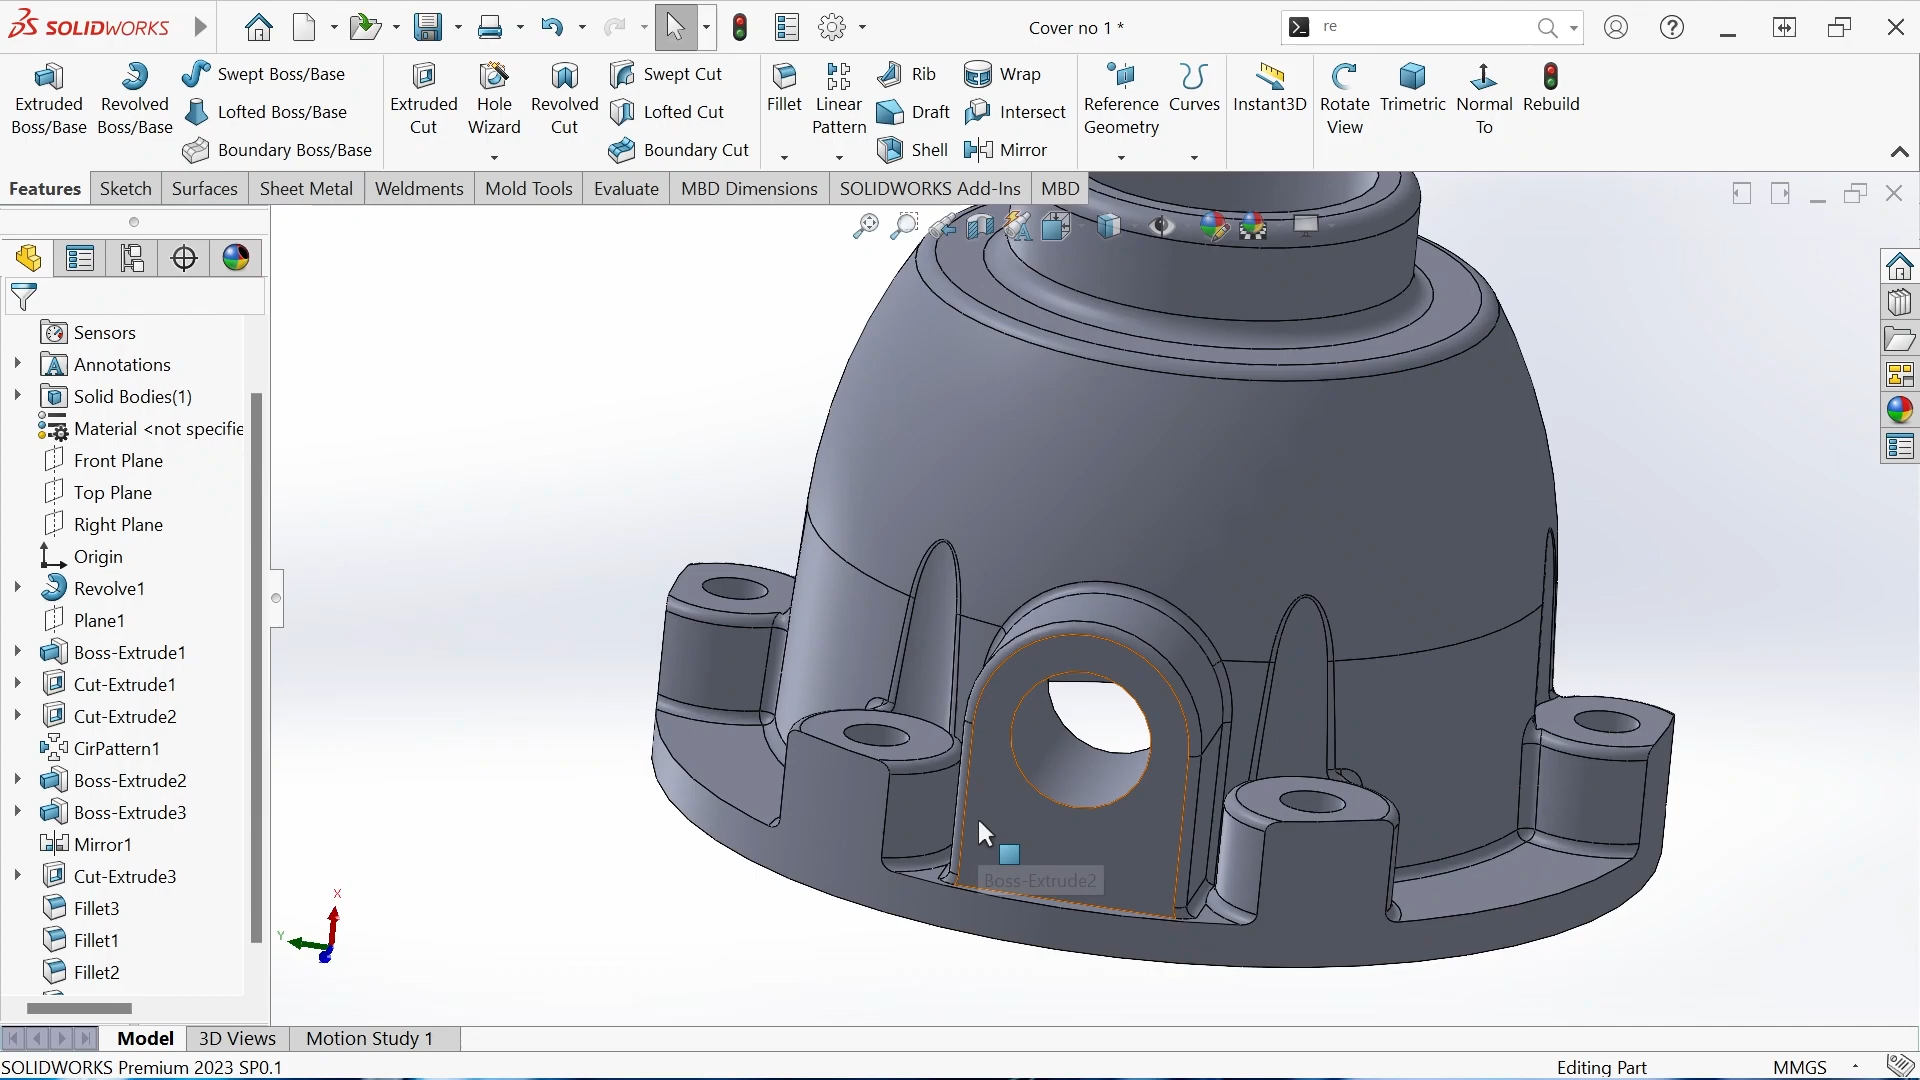 SOLIDWORKS
Cover no 1 *
re
Extruded Boss/Base
Revolved Boss/Base
Swept Boss/Base
Lofted Boss/Base
Boundary Boss/Base
Extruded Cut
Hole Wizard
Revolved Cut
Swept Cut
Lofted Cut
Boundary Cut
Fillet
Linear Pattern
Rib
Draft
Shell
Wrap
Intersect
Mirror
Reference Geometry
Curves
Instant3D
Rotate View
Trimetric
Normal To
Rebuild
Features
Sketch
Surfaces
Sheet Metal
Weldments
Mold Tools
Evaluate
MBD Dimensions
SOLIDWORKS Add-Ins
MBD
Sensors
Annotations
Solid Bodies(1)
Material <not specifie
Front Plane
Top Plane
Right Plane
Origin
Revolve1
Plane1
Boss-Extrude1
Cut-Extrude1
Cut-Extrude2
CirPattern1
Boss-Extrude2
Boss-Extrude3
Mirror1
Cut-Extrude3
Fillet3
Fillet1
Fillet2
Boss-Extrude2
X
Y
Model
3D Views
Motion Study 1
SOLIDWORKS Premium 2023 SP0.1
Editing Part
MMGS